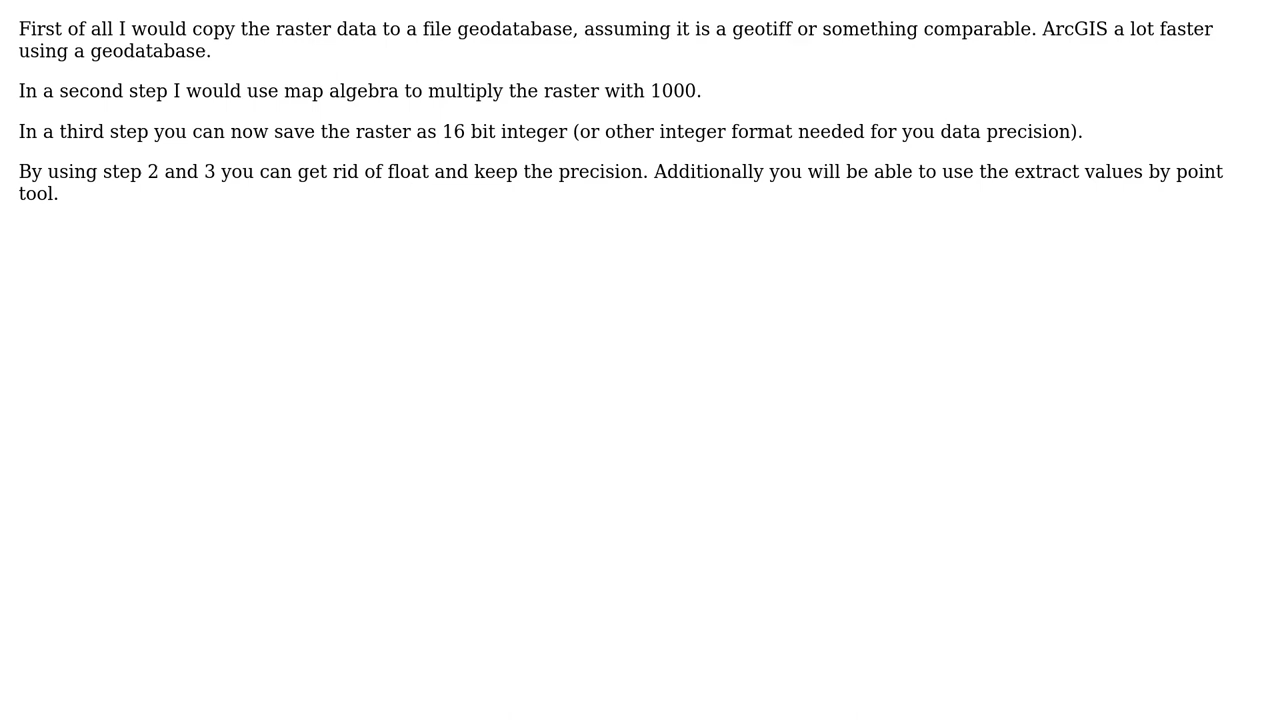 First of all I would copy the raster data to a file geodatabase, assuming it is a geotiff or something comparable. ArcGIS a lot faster
using a geodatabase.
In a second step I would use map algebra to multiply the raster with 1000.
In a third step you can now save the raster as 16 bit integer (or other integer format needed for you data precision).
By using step 2 and 3 you can get rid of float and keep the precision. Additionally you will be able to use the extract values by point
tool.